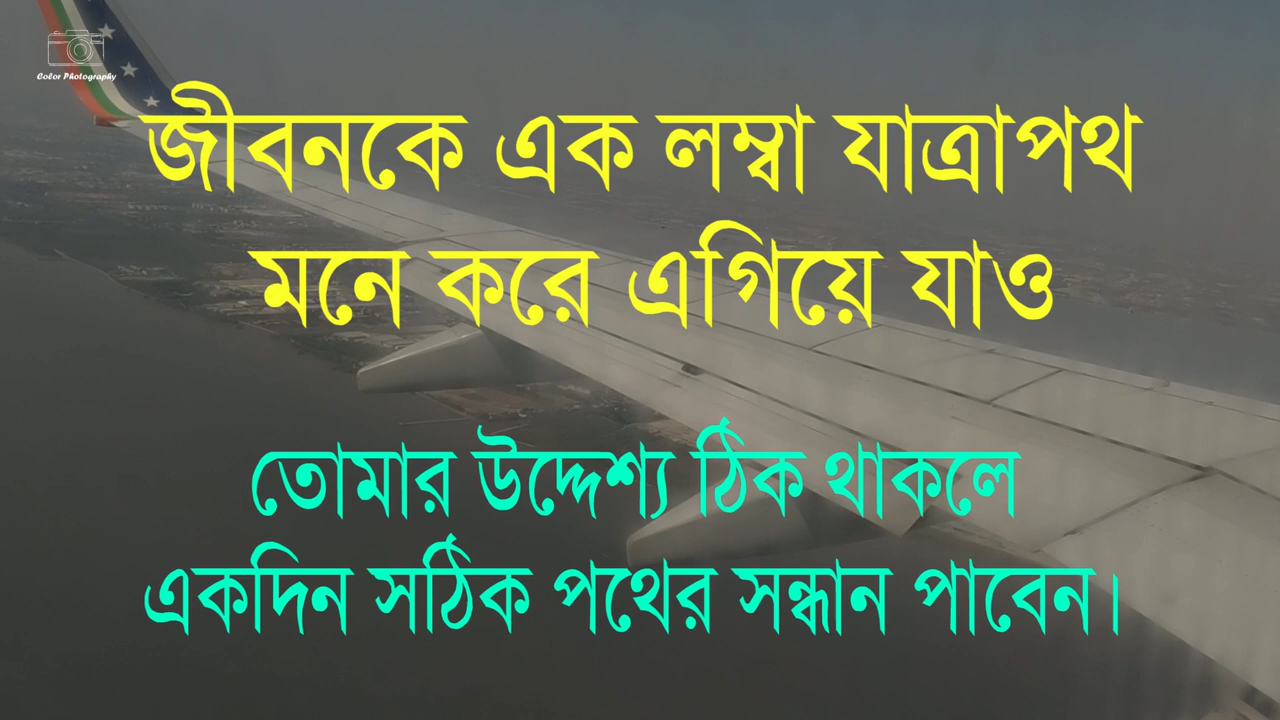 Color Photography
জীবনকে এক লম্বা যাত্রাপথ
মনে করে এগিয়ে যাও
তোমার উদ্দেশ্য ঠিক থাকলে
একদিন সঠিক পথের সন্ধান পাবেন।